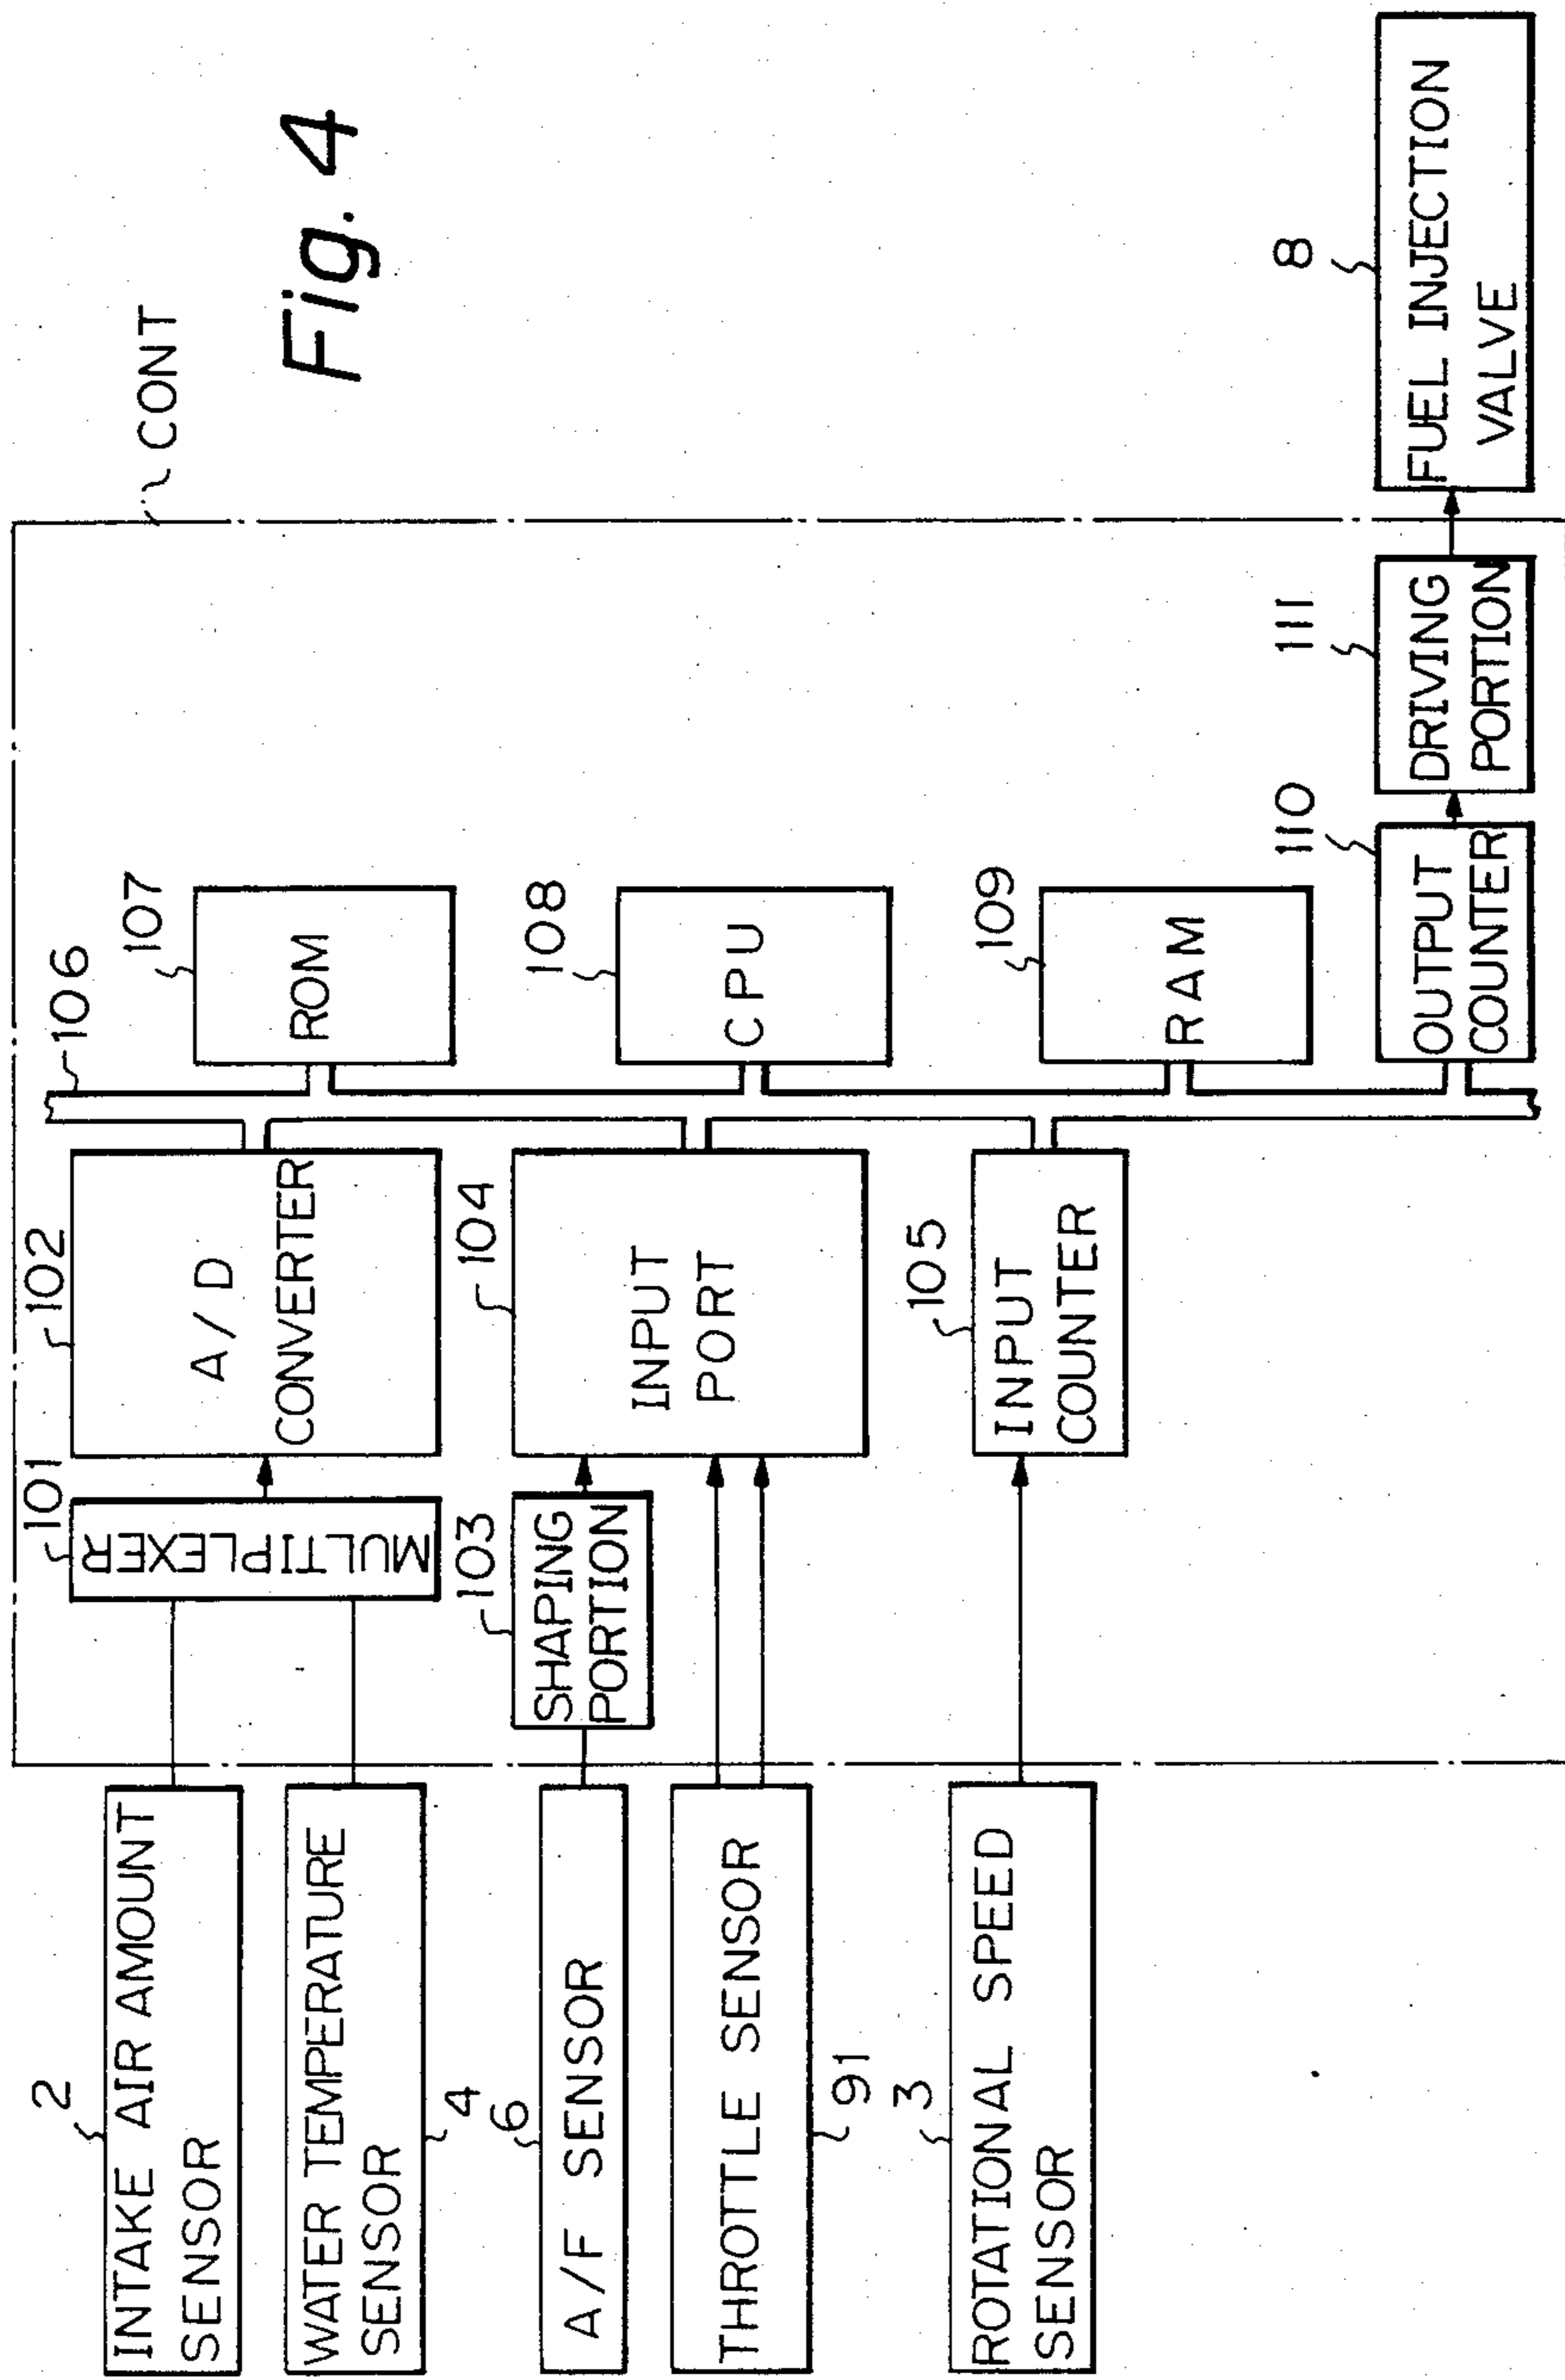 Fig. 4
CONT
2
INTAKE AIR AMOUNT
SENSOR
WATER TEMPERATURE
SENSOR
4
6
A/F SENSOR
THROTTLE SENSOR
91
3
ROTATIONAL SPEED
SENSOR
101
MULTIPLEXER
102
A/D
CONVERTER
103
SHAPING
PORTION
104
INPUT
PORT
105
INPUT
COUNTER
106
107
ROM
108
CPU
109
RAM
110
OUTPUT
COUNTER
111
DRIVING
PORTION
8
FUEL INJECTION
VALVE